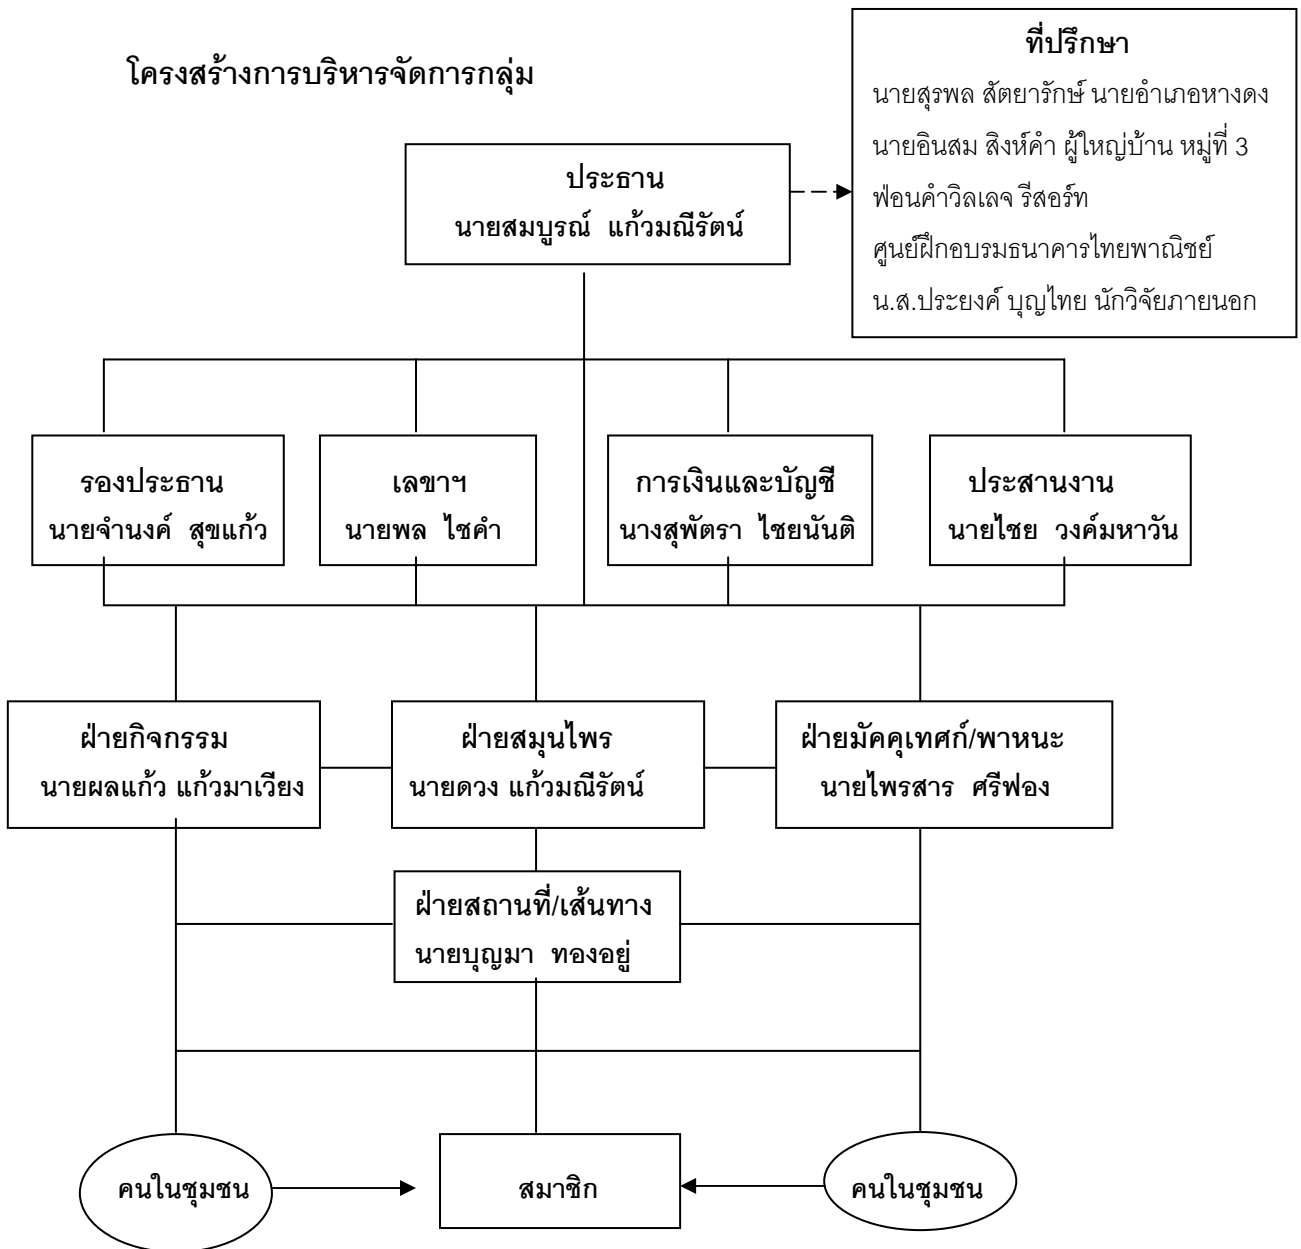 โครงสร้างการบริหารจัดการกลุ่ม
ที่ปรึกษา
นายสุรพล สัตยารักษ์ นายอำเภอหางดง
นายอินสม สิงห์คำ ผู้ใหญ่บ้าน หมู่ที่ 3
ฟอนคำวิลเลจ รีสอร์ท
ศูนย์ฝึกอบรมธนาคารไทยพาณิชย์
น.ส.ประยงค์ บุญไทย นักวิจัยภายนอก
ประธาน
นายสมบูรณ์ แก้วมณีรัตน์
รองประธาน
นายจำนงค์ สุขแก้ว
เลขาฯ
นายพล ไชคำ
การเงินและบัญชี
นางสุพัตรา ไชยนันติ
ประสานงาน
นายไชย วงค์มหาวัน
ฝ่ายกิจกรรม
นายผลแก้ว แก้วมาเวียง
ฝ่ายสมุนไพร
นายดวง แก้วมณีรัตน์
ฝ่ายมัคคุเทศก์/พาหนะ
นายไพรสาร ศรีฟอง
ฝ่ายสถานที่/เส้นทาง
นายบุญมา ทองอยู่
คนในชุมชน
สมาชิก
คนในชุมชน